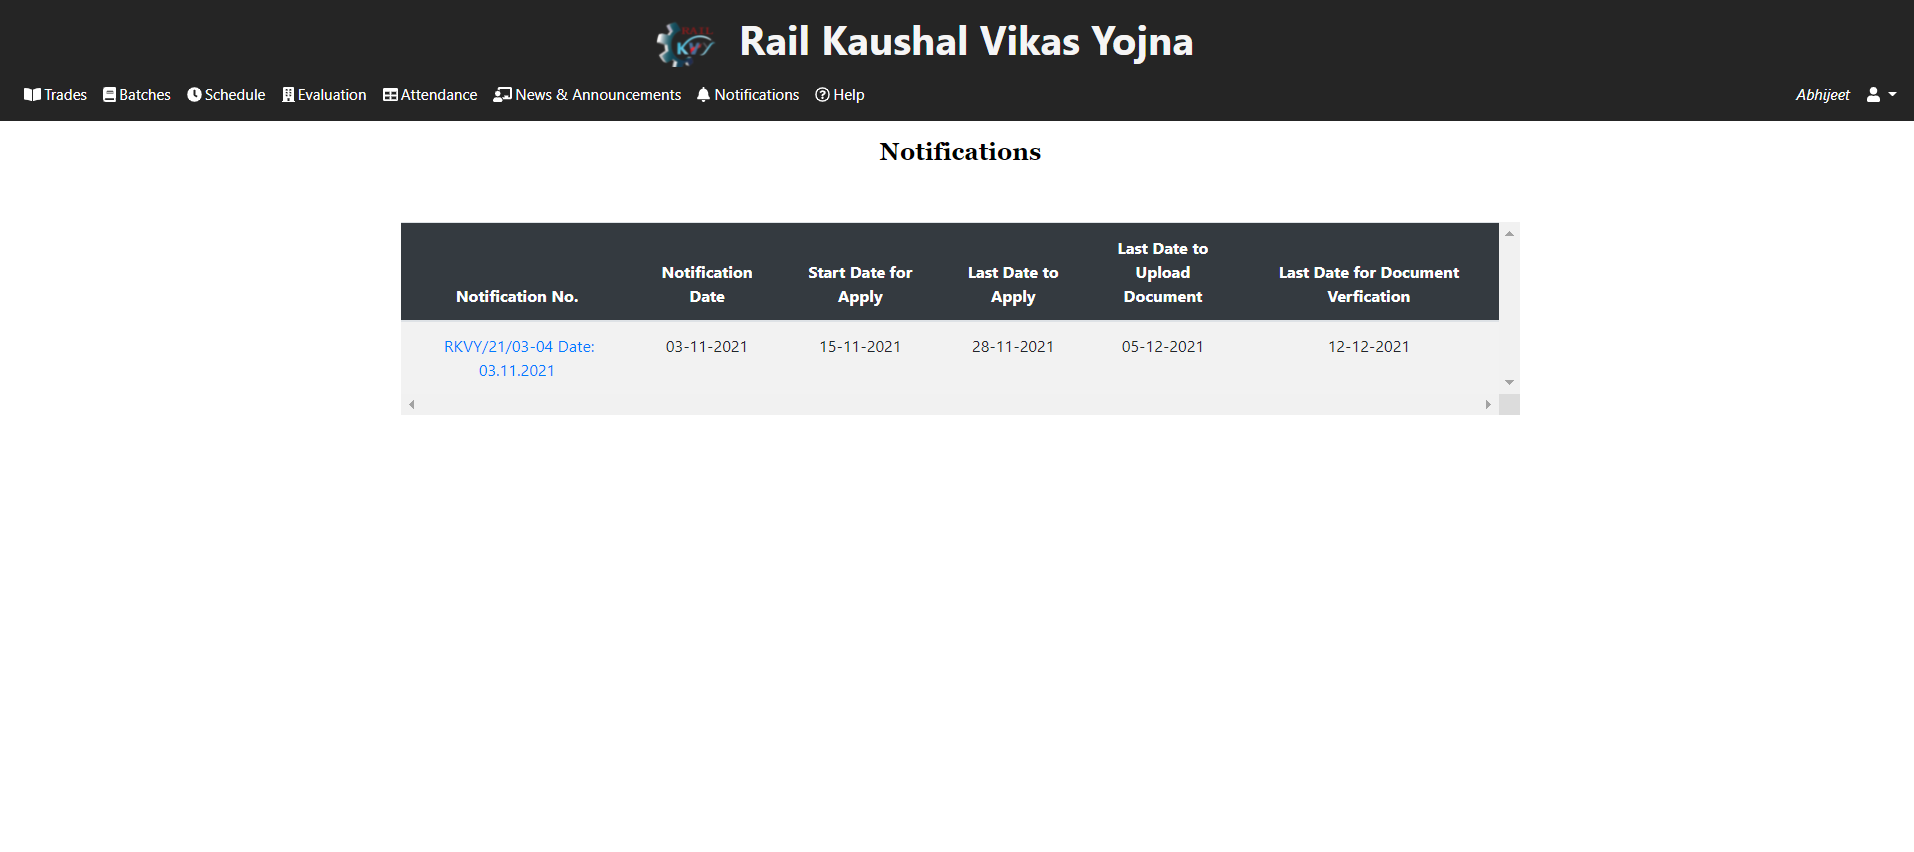 RAIL
KVY
Rail Kaushal Vikas Yojna
Trades Batches Schedule Evaluation Attendance News & Announcements Notifications Help Abhijeet
Notifications
Notification No.
Notification
Date
Start Date for
Apply
Last Date to
Apply
Last Date to
Upload
Document
Last Date for Document
Verfication
RKVY/21/03-04 Date:
03.11.2021
03-11-2021
15-11-2021
28-11-2021
05-12-2021
12-12-2021